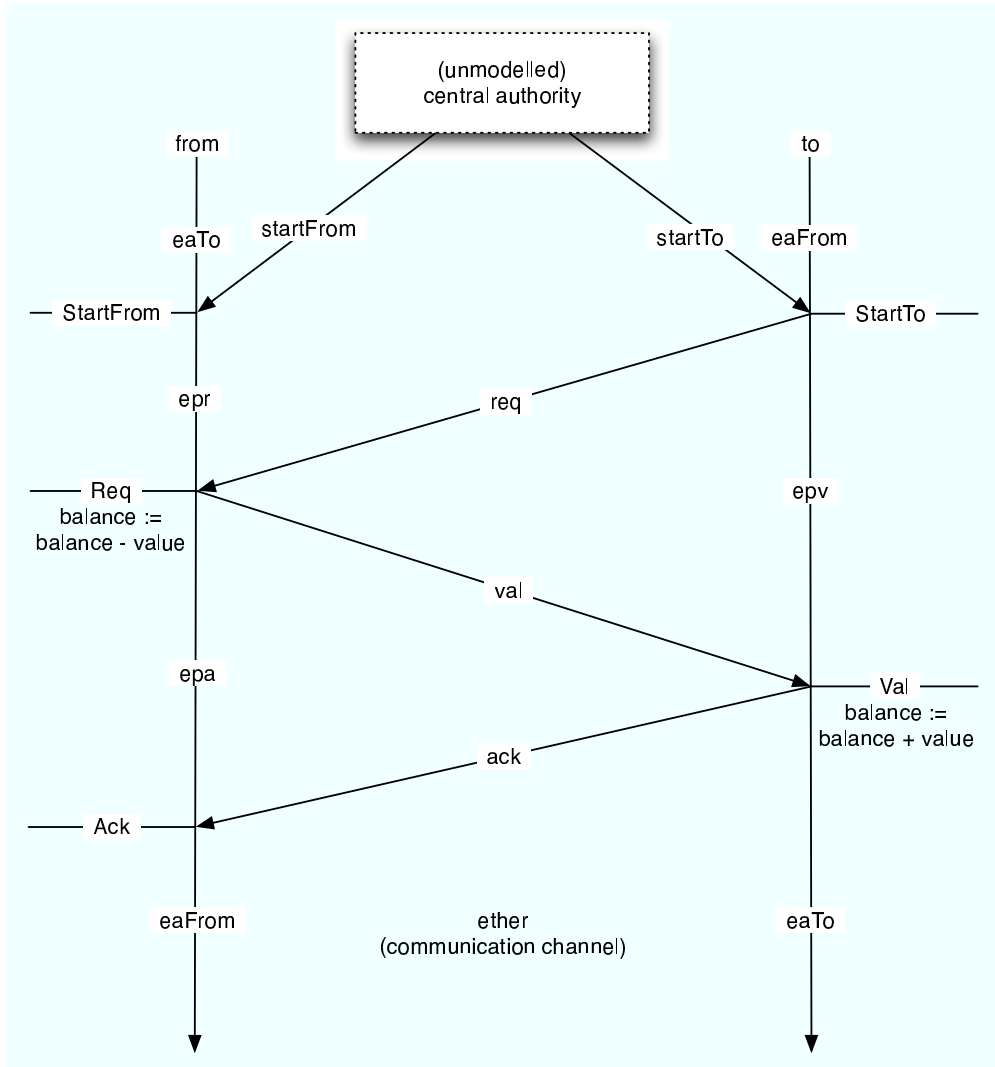 (unmodelled)
central authority
from
to
startFrom
startTo
eaTo
eaFrom
StartFrom
StartTo
epr
req
Req
balance :=
balance - value
epv
val
epa
Val
balance :=
balance + value
ack
Ack
eaFrom
ether
(communication channel)
eaTo